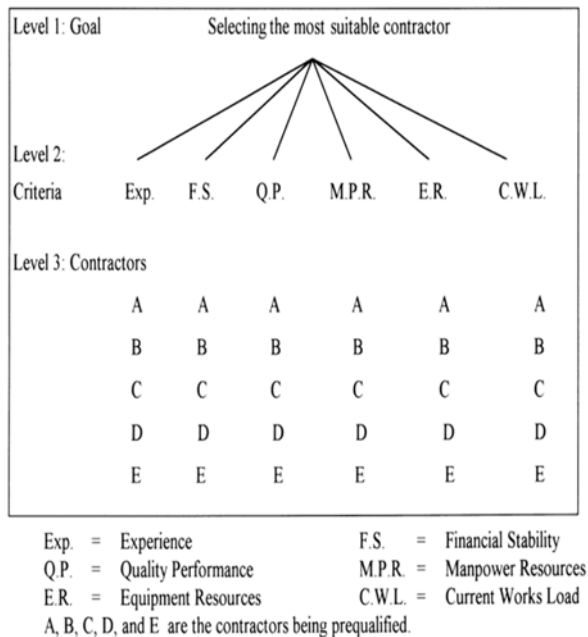 Level 1: Goal Selecting the most suitable contractor
Level 2:
Criteria Exp. F.S. Q.P. M.P.R. E.R. C.W.L.
Level 3: Contractors
A A A A A A
B B B B B B
C C C C C C
D D D D D D
E E E E E E
Exp. = Experience F.S. = Financial Stability
Q.P. = Quality Performance M.P.R. = Manpower Resources
E.R. = Equipment Resources C.W.L. = Current Works Load
A, B, C, D, and E are the contractors being prequalified.